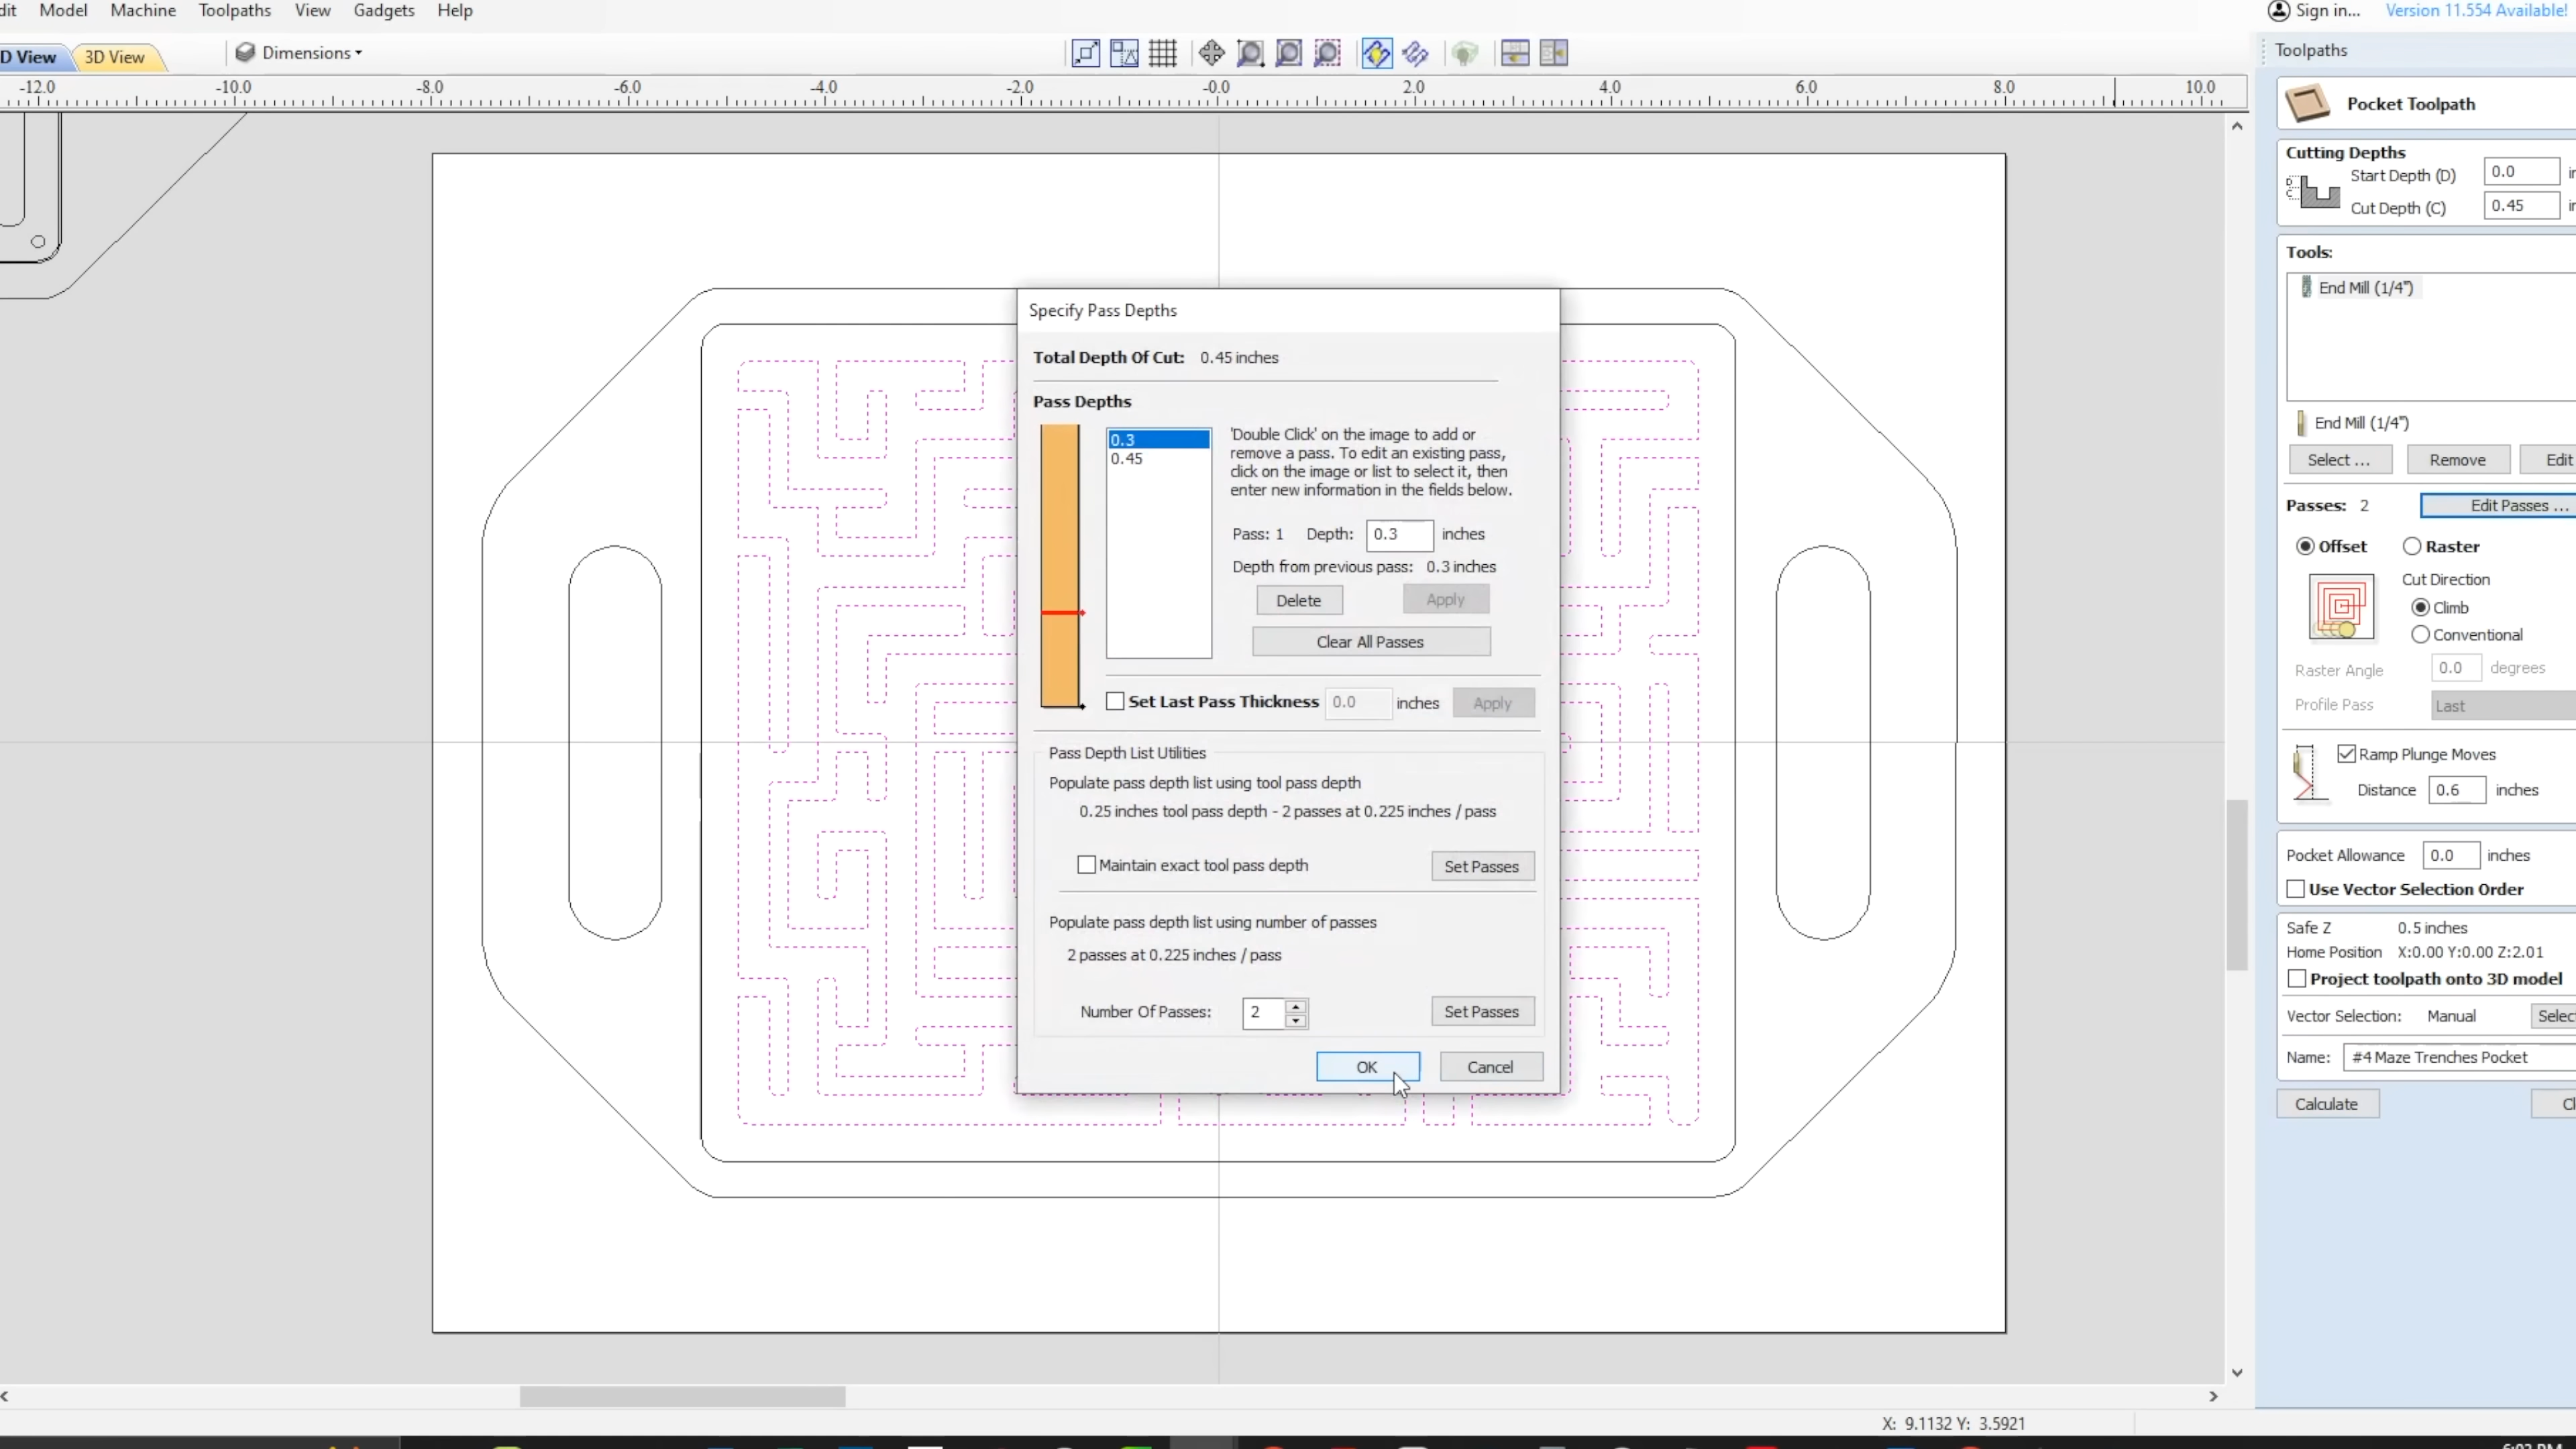 dit Model Machine Toolpaths View Gadgets Help
Sign in... Version 11.554 Available!
D View 3D View Dimensions
Toolpaths
-12.0 -10.0 -8.0 -6.0 -4.0 -2.0 -0.0 2.0 4.0 6.0 8.0 10.0
Pocket Toolpath
Cutting Depths
Start Depth (D) 0.0 in
Cut Depth (C) 0.45 in
D
C
Tools:
End Mill (1/4")
End Mill (1/4")
Select ... Remove Edit
Passes: 2 Edit Passes ...
Offset Raster
Cut Direction
Climb
Conventional
Raster Angle 0.0 degrees
Profile Pass Last
Ramp Plunge Moves
Distance 0.6 inches
Pocket Allowance 0.0 inches
Use Vector Selection Order
Safe Z 0.5 inches
Home Position X:0.00 Y:0.00 Z:2.01
Project toolpath onto 3D model
Vector Selection: Manual Select
Name: #4 Maze Trenches Pocket
Calculate Cl
Specify Pass Depths
Total Depth Of Cut: 0.45 inches
Pass Depths
0.3
0.45
'Double Click' on the image to add or
remove a pass. To edit an existing pass,
click on the image or list to select it, then
enter new information in the fields below.
Pass: 1 Depth: 0.3 inches
Depth from previous pass: 0.3 inches
Delete Apply
Clear All Passes
Set Last Pass Thickness 0.0 inches Apply
Pass Depth List Utilities
Populate pass depth list using tool pass depth
0.25 inches tool pass depth - 2 passes at 0.225 inches / pass
Maintain exact tool pass depth Set Passes
Populate pass depth list using number of passes
2 passes at 0.225 inches / pass
Number Of Passes: 2 Set Passes
OK Cancel
X: 9.1132 Y: 3.5921